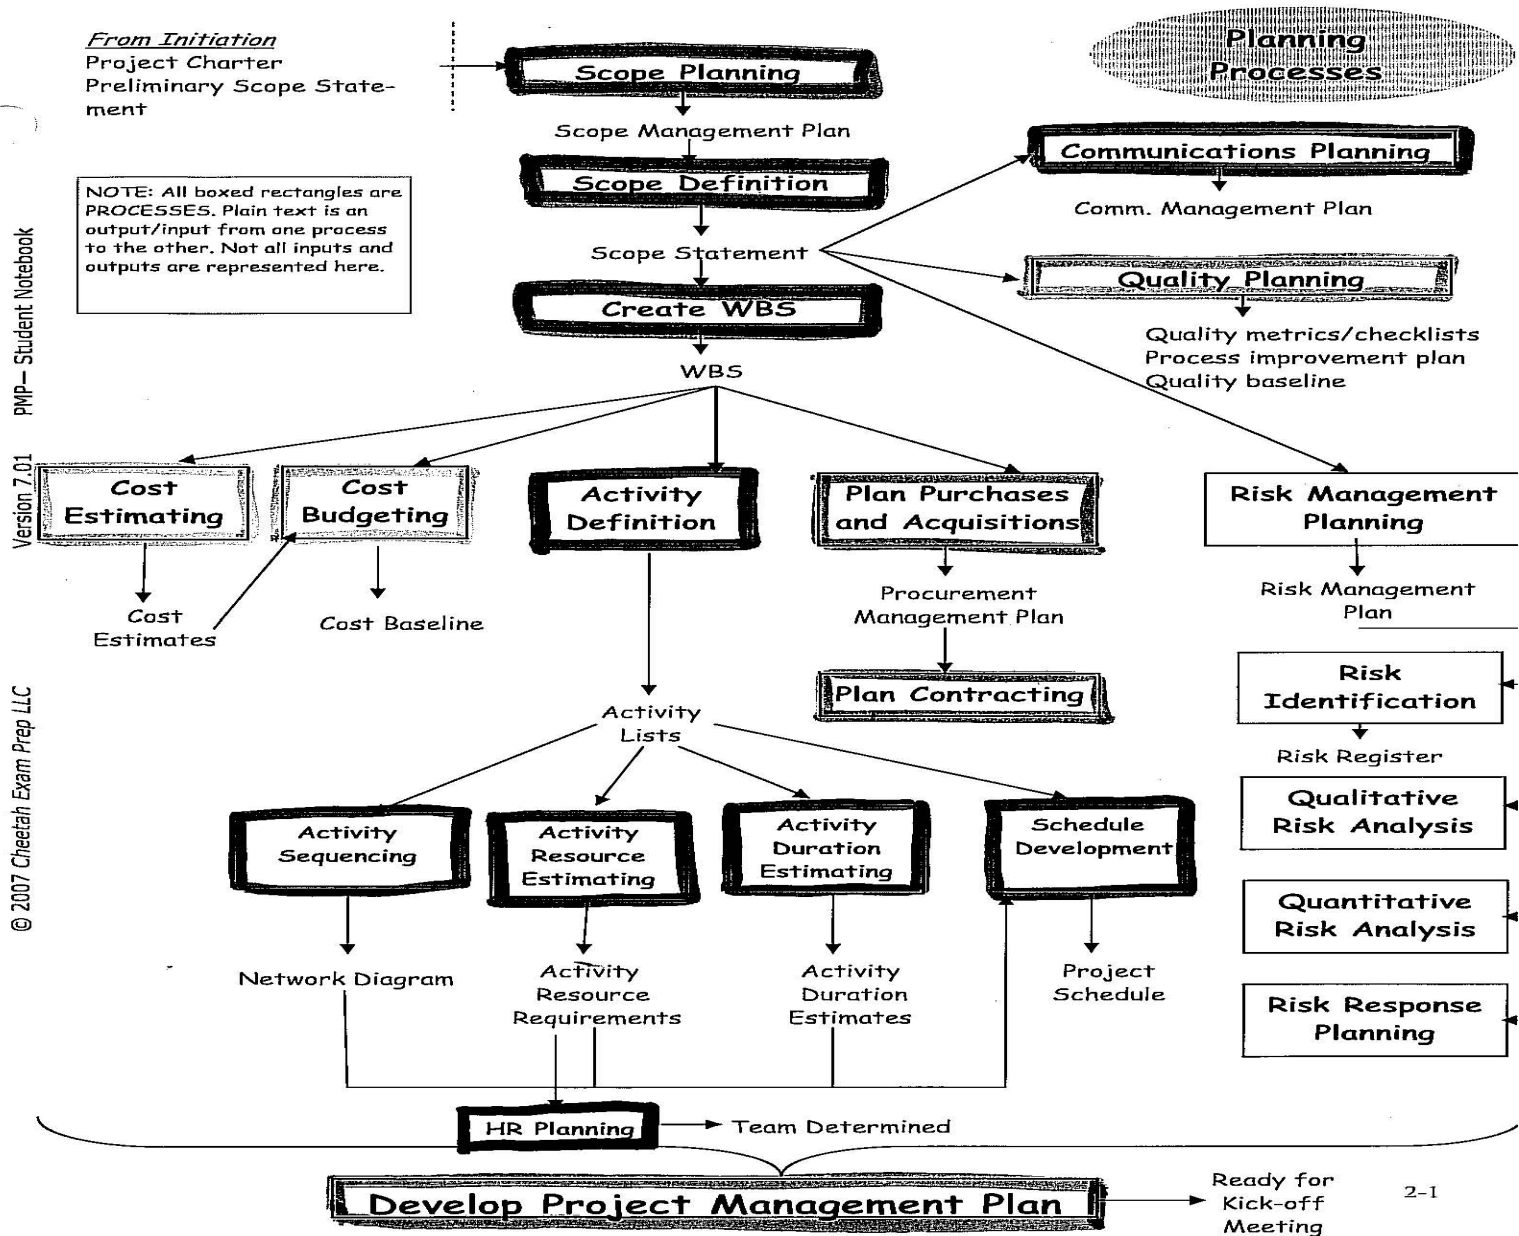 From Initiation
Project Charter
Preliminary Scope State-
ment
Planning
Processes
Scope Planning
Scope Management Plan
Communications Planning
Scope Definition
Comm. Management Plan
NOTE: All boxed rectangles are
PROCESSES. Plain text is an
output/input from one process
to the other. Not all inputs and
outputs are represented here.
Scope Statement
Quality Planning
Create WBS
Quality metrics/checklists
Process improvement plan
Quality baseline
WBS
Cost
Estimating
Cost
Budgeting
Activity
Definition
Plan Purchases
and Acquisitions
Risk Management
Planning
Cost
Estimates
Cost Baseline
Procurement
Management Plan
Risk Management
Plan
Plan Contracting
Risk
Identification
Activity
Lists
Risk Register
Qualitative
Risk Analysis
Activity
Sequencing
Activity
Resource
Estimating
Activity
Duration
Estimating
Schedule
Development
Quantitative
Risk Analysis
Network Diagram
Activity
Resource
Requirements
Activity
Duration
Estimates
Project
Schedule
Risk Response
Planning
HR Planning
Team Determined
Develop Project Management Plan
Ready for
Kick-off
Meeting
2-1
© 2007 Cheetah Exam Prep LLC
Version 7.01
PMP— Student Notebook